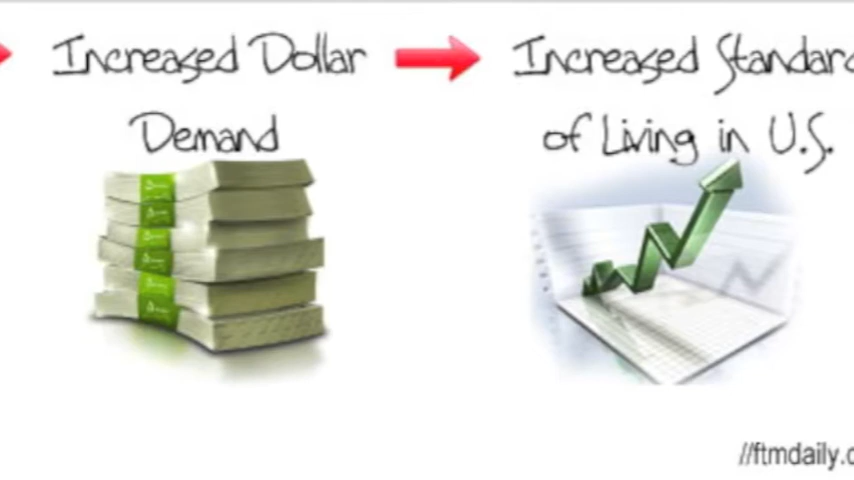 Increased Dollar
Demand
Increased Standard
of Living in U.S.
//ftmdaily.c